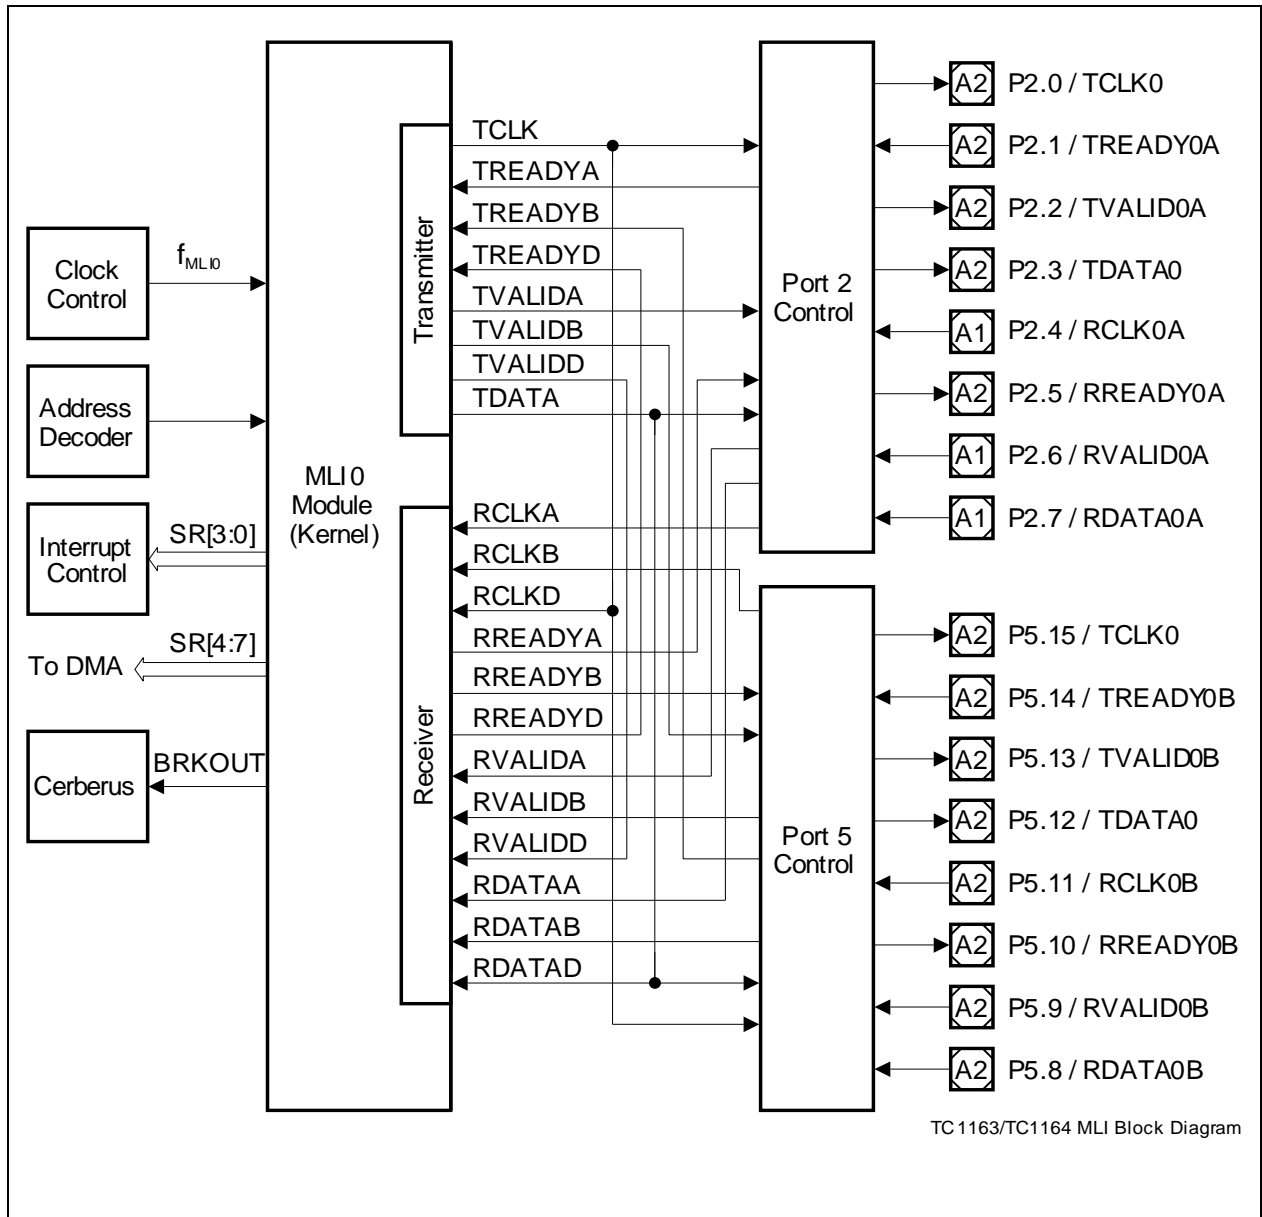 Clock
Control
f_MLI0
Address
Decoder
Interrupt
Control
SR[3:0]
SR[4:7]
To DMA
BRKOUT
Cerberus
MLI0
Module
(Kernel)
Transmitter
TCLK
TREADYA
TREADYB
TREADYD
TVALIDA
TVALIDB
TVALIDD
TDATA
Receiver
RCLKA
RCLKB
RCLKD
RREADYA
RREADYB
RREADYD
RVALIDA
RVALIDB
RVALIDD
RDATAA
RDATAB
RDATAD
Port 2
Control
Port 5
Control
A2 P2.0 / TCLK0
A2 P2.1 / TREADY0A
A2 P2.2 / TVALID0A
A2 P2.3 / TDATA0
A1 P2.4 / RCLK0A
A2 P2.5 / RREADY0A
A1 P2.6 / RVALID0A
A1 P2.7 / RDATA0A
A2 P5.15 / TCLK0
A2 P5.14 / TREADY0B
A2 P5.13 / TVALID0B
A2 P5.12 / TDATA0
A2 P5.11 / RCLK0B
A2 P5.10 / RREADY0B
A2 P5.9 / RVALID0B
A2 P5.8 / RDATA0B
TC1163/TC1164 MLI Block Diagram